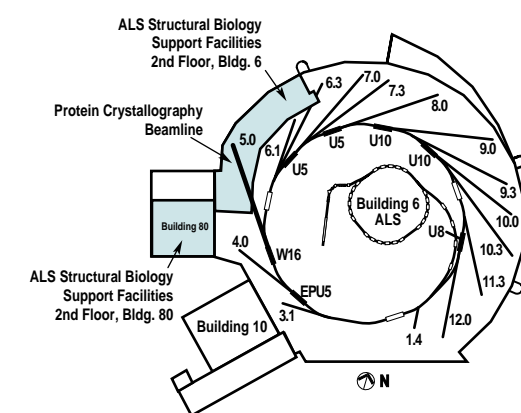 ALS Structural Biology
Support Facilities
2nd Floor, Bldg. 6
Protein Crystallography
Beamline
5.0
6.1
6.3
7.0
7.3
8.0
9.0
9.3
10.0
10.3
11.3
12.0
1.4
U5
U5
U10
U10
U8
Building 6
ALS
Building 80
4.0
W16
EPU5
3.1
ALS Structural Biology
Support Facilities
2nd Floor, Bldg. 80
Building 10
N